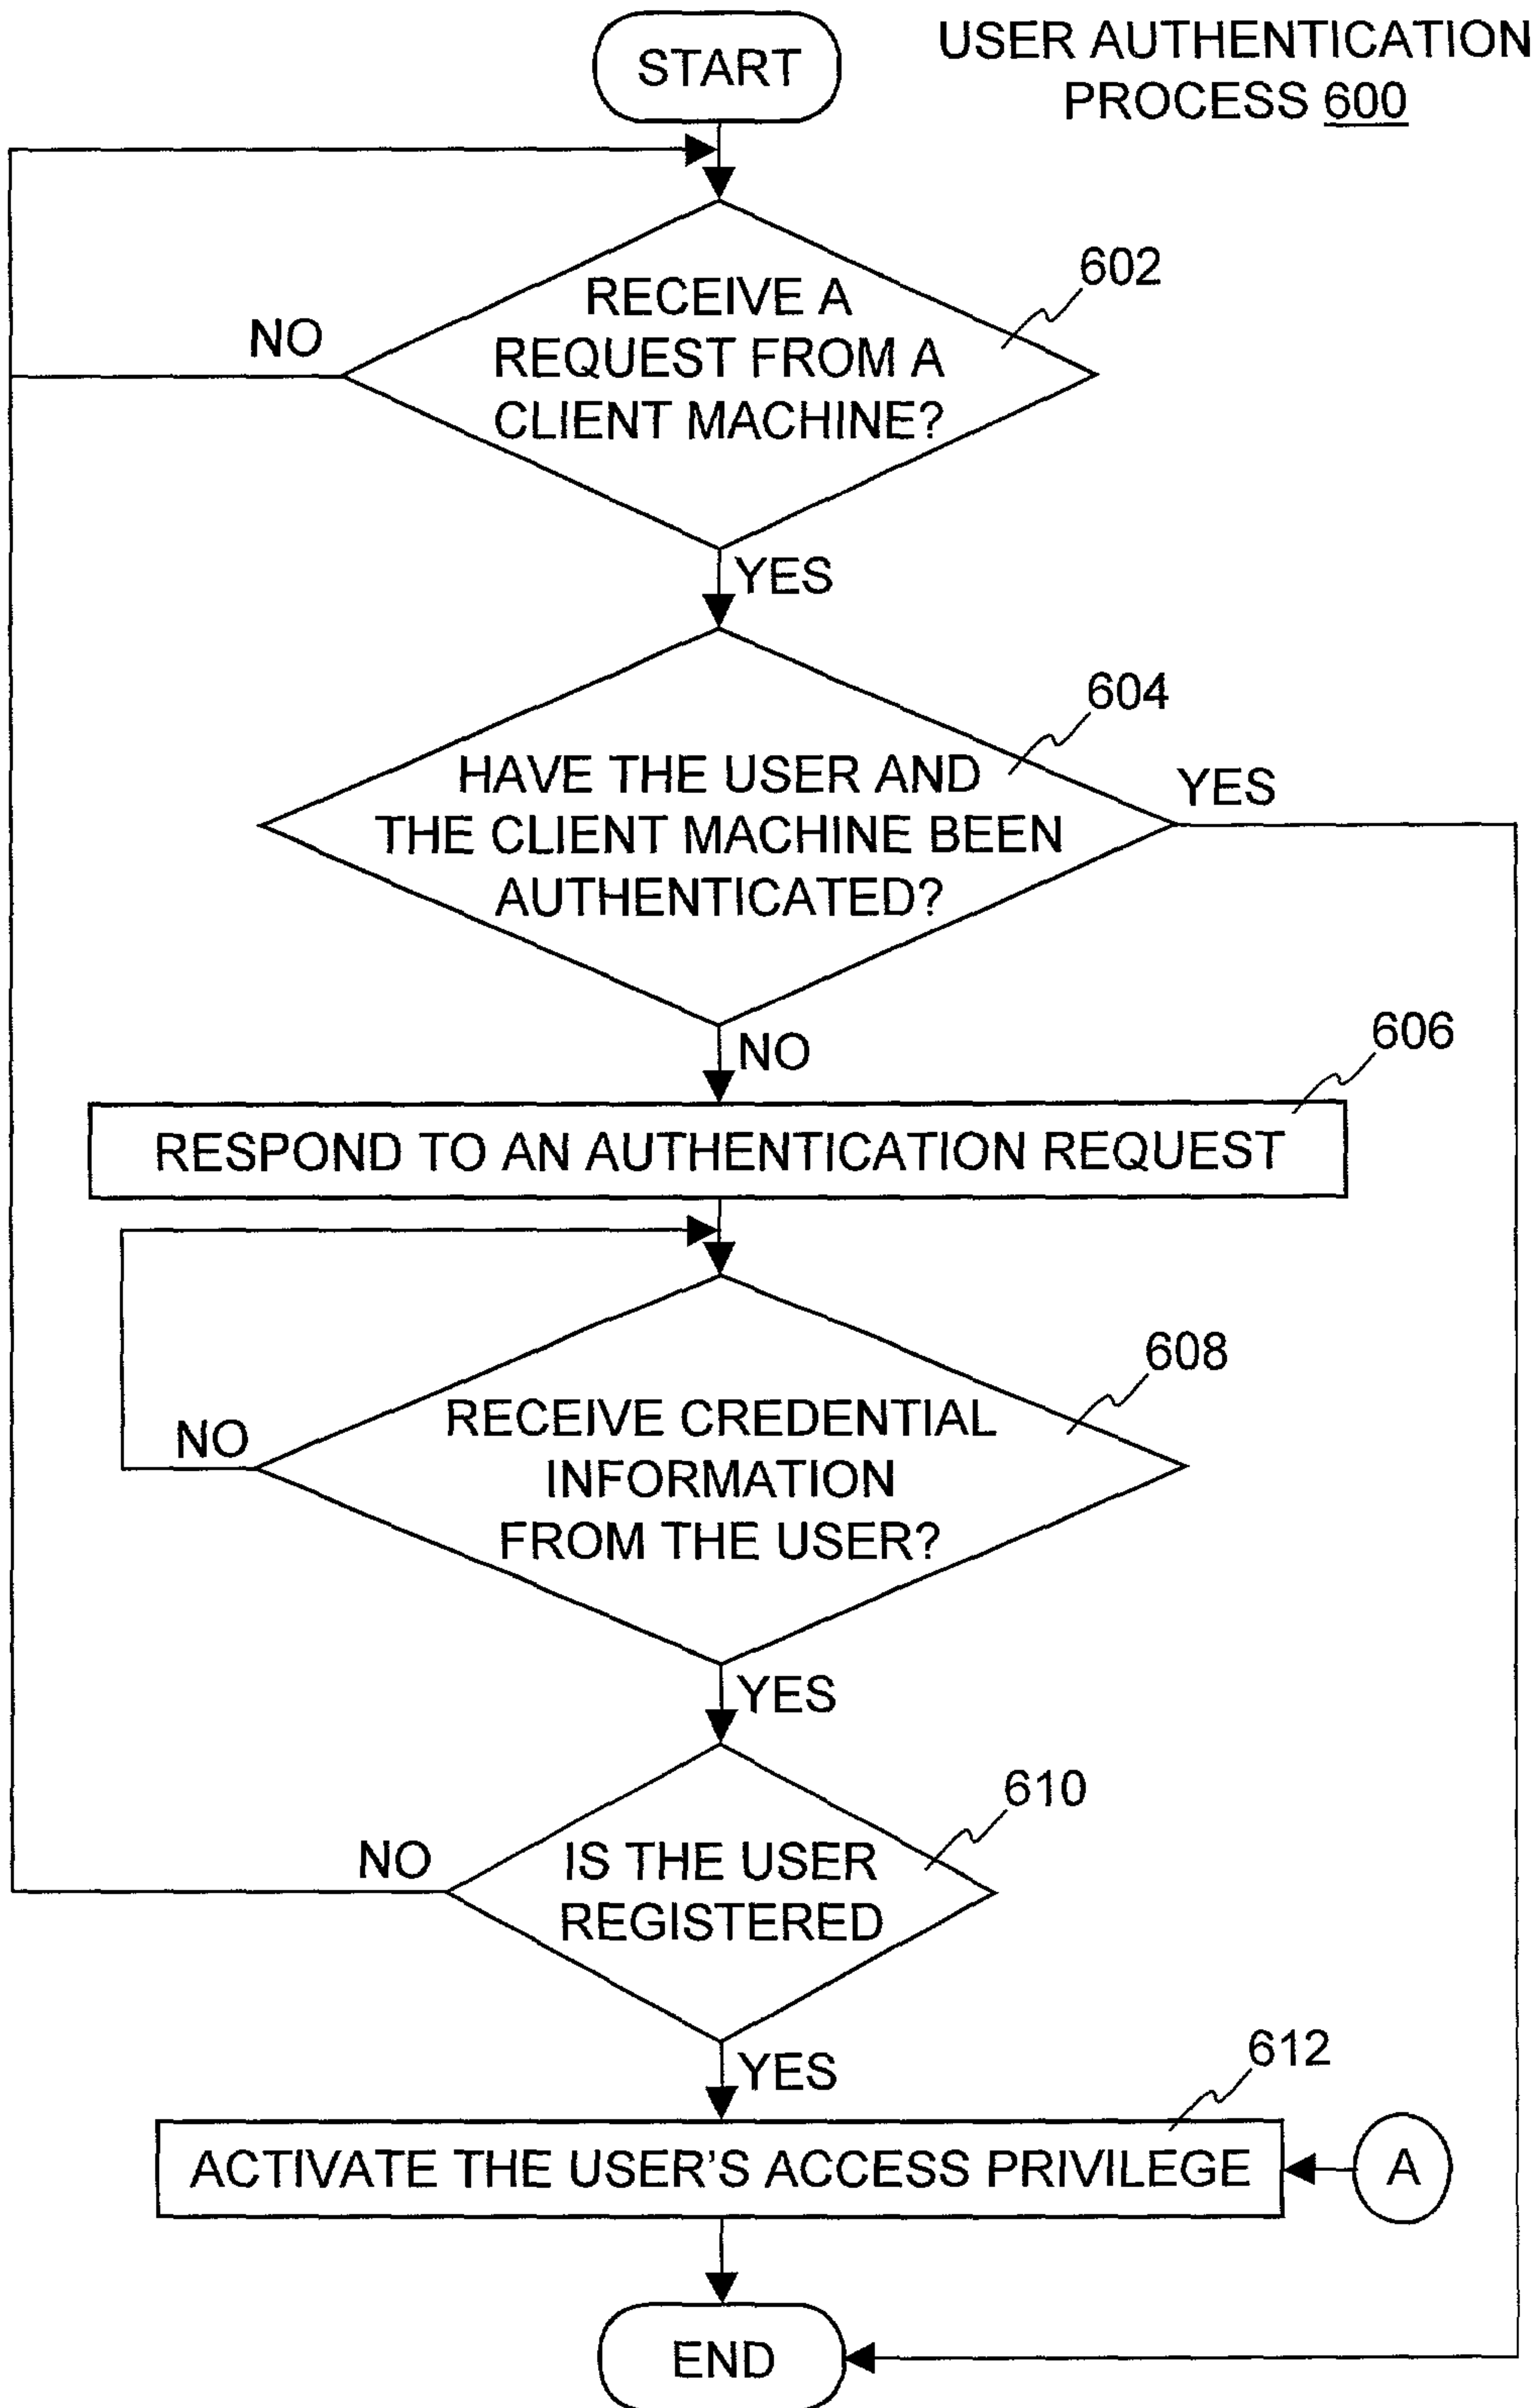 START
USER AUTHENTICATION
PROCESS 600
602
RECEIVE A
REQUEST FROM A
CLIENT MACHINE?
NO
YES
604
HAVE THE USER AND
THE CLIENT MACHINE BEEN
AUTHENTICATED?
YES
NO
606
RESPOND TO AN AUTHENTICATION REQUEST
608
RECEIVE CREDENTIAL
INFORMATION
FROM THE USER?
NO
YES
610
IS THE USER
REGISTERED
NO
YES
612
ACTIVATE THE USER'S ACCESS PRIVILEGE
A
END